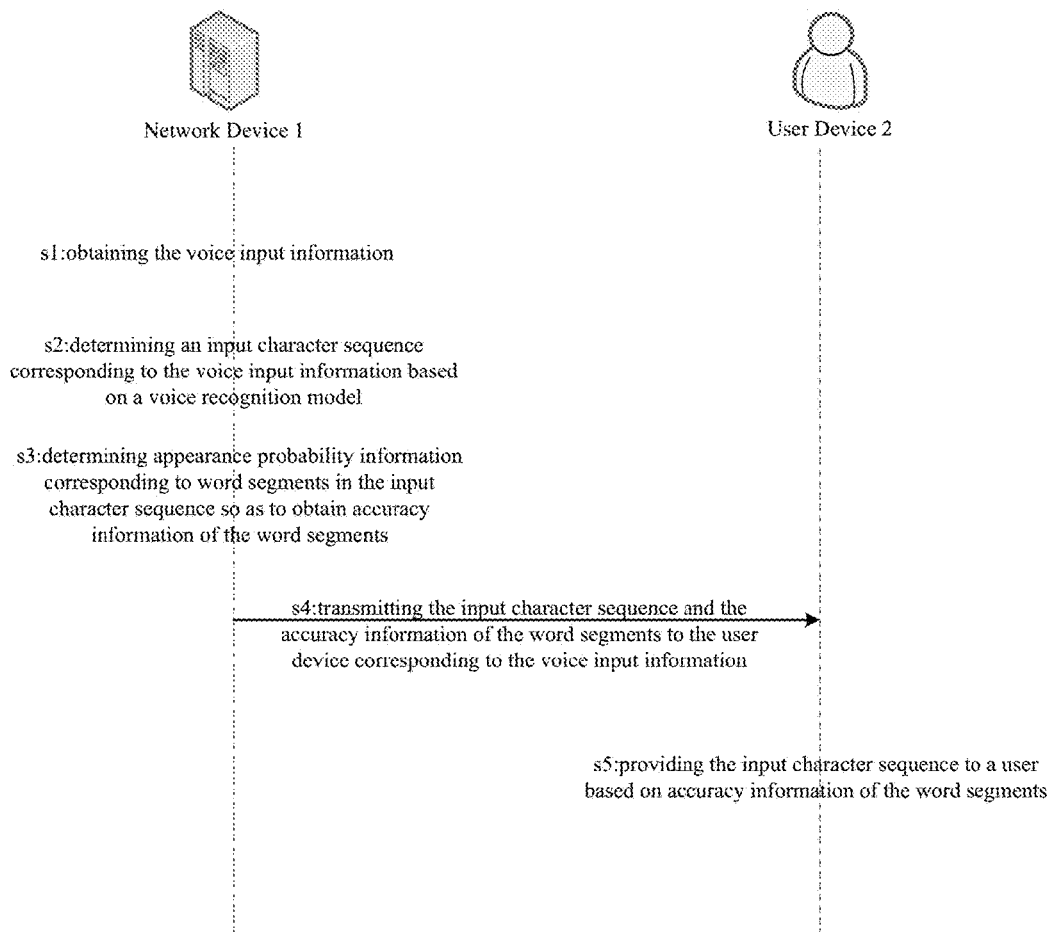 Network Device 1
User Device 2
s1:obtaining the voice input information
s2:determining an input character sequence
corresponding to the voice input information based
on a voice recognition model
s3:determining appearance probability information
corresponding to word segments in the input
character sequence so as to obtain accuracy
information of the word segments
s4:transmitting the input character sequence and the
accuracy information of the word segments to the user
device corresponding to the voice input information
s5:providing the input character sequence to a user
based on accuracy information of the word segments